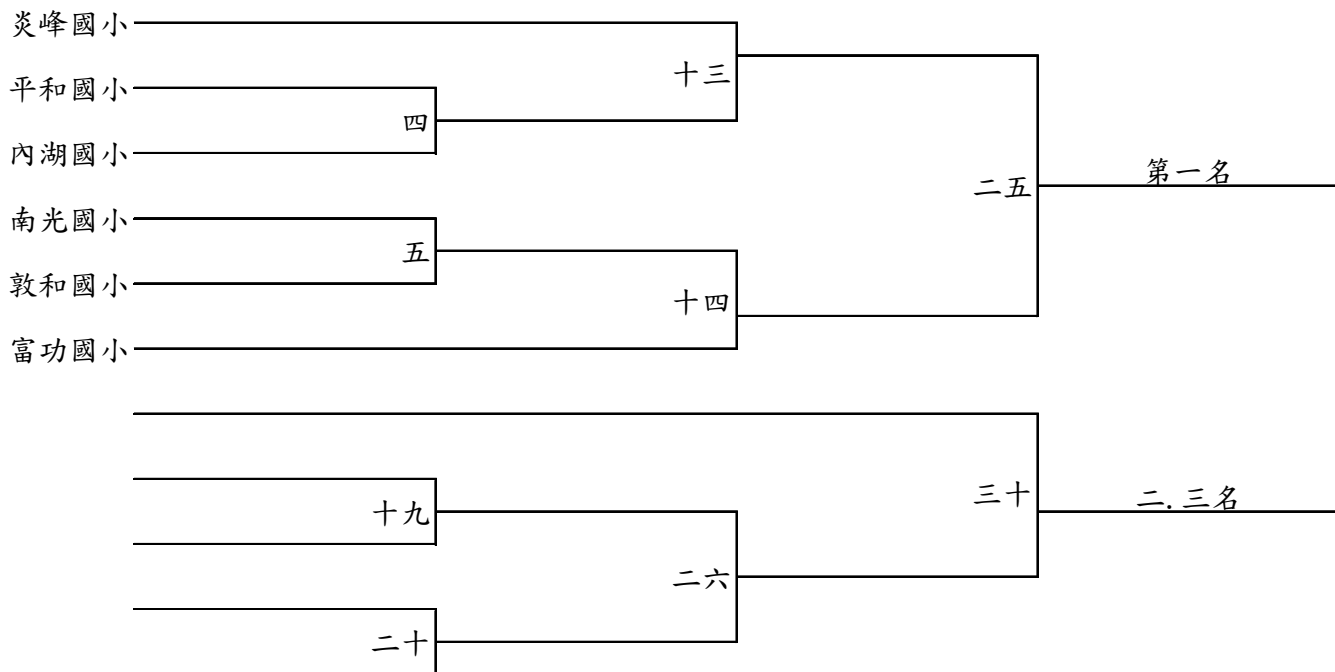 炎峰國小
十三
平和國小
四
內湖國小
二五
第一名
南光國小
五
敦和國小
十四
富功國小
三十
二.三名
十九
二六
二十